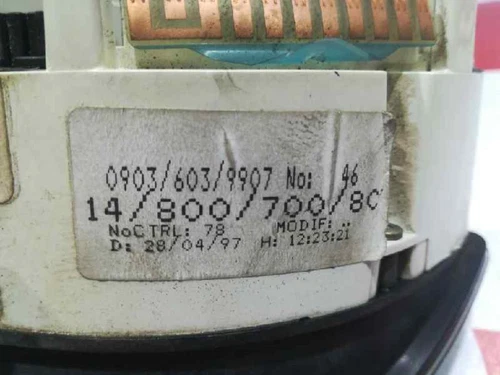 0903/603/9907 No: 46
14/800/700/8C
NoCTRL: 78 MODIF: ..
D: 28/04/97 H: 12:23:21